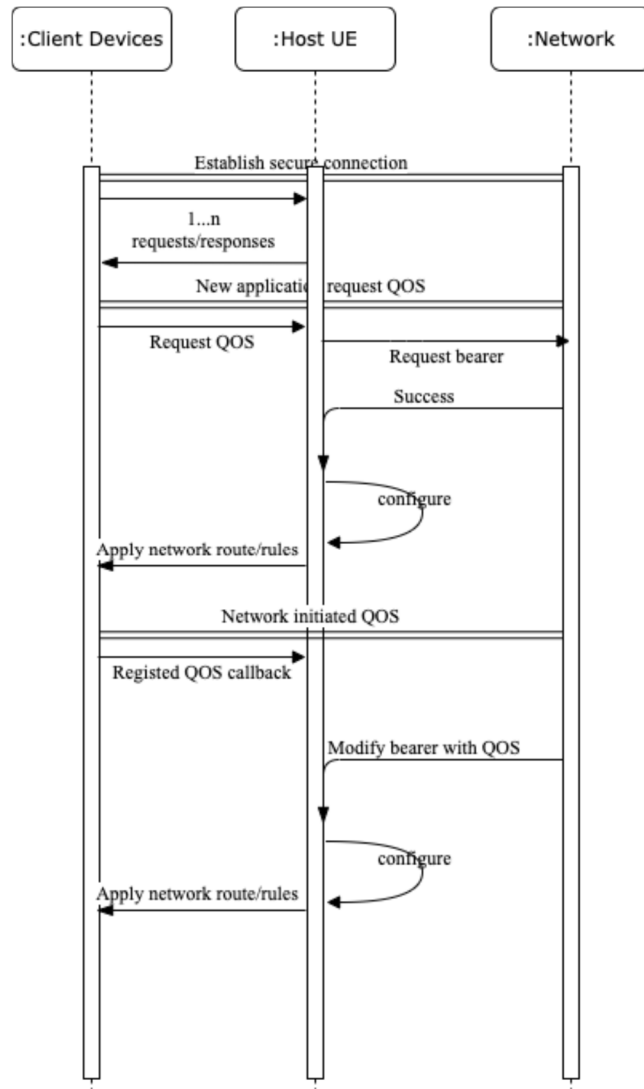 :Client Devices
:Host UE
:Network
Establish secure connection
1...n
requests/responses
New application request QOS
Request QOS
Request bearer
Success
configure
Apply network route/rules
Network initiated QOS
Registed QOS callback
Modify bearer with QOS
configure
Apply network route/rules